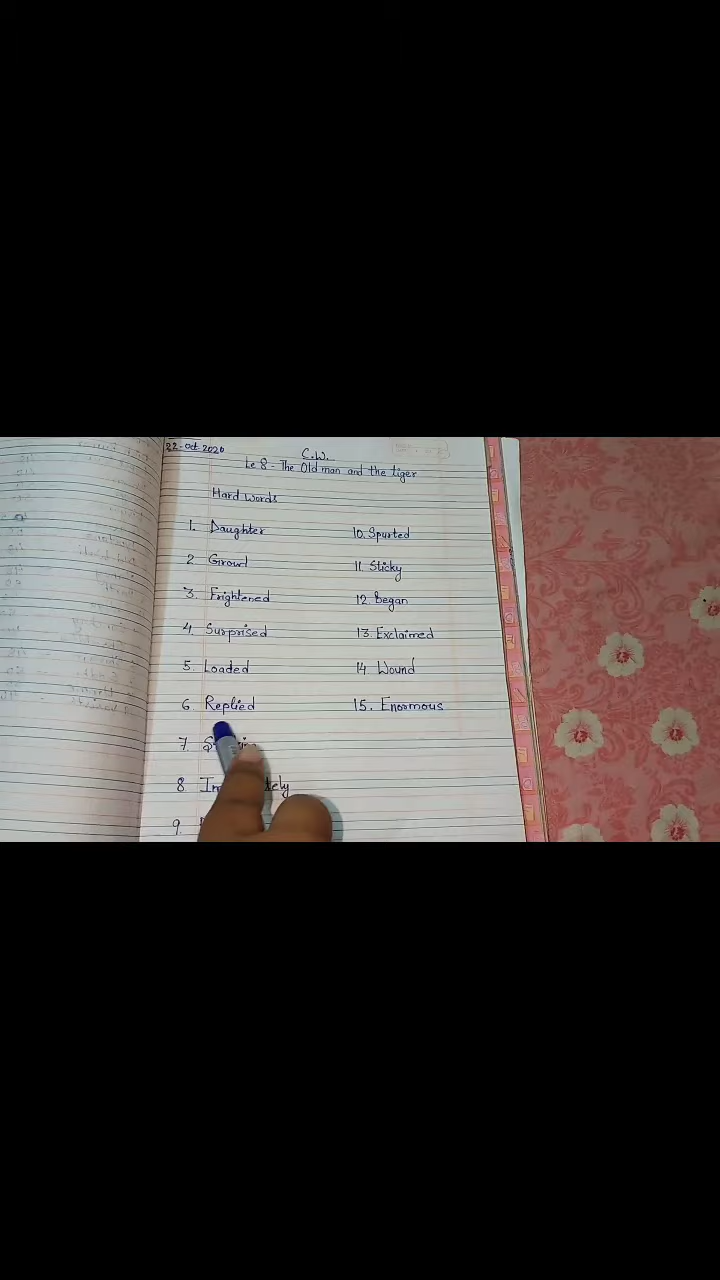 22-Oct-2020
C.W.
Le 8 - The Old man and the tiger
Hard words
1. Daughter
2. Growl
3. Frightened
4. Surprised
5. Loaded
6. Replied
7.
8
9.
10. Spurted
11. Sticky
12. Began
13. Exclaimed
14. Wound
15. Enormous